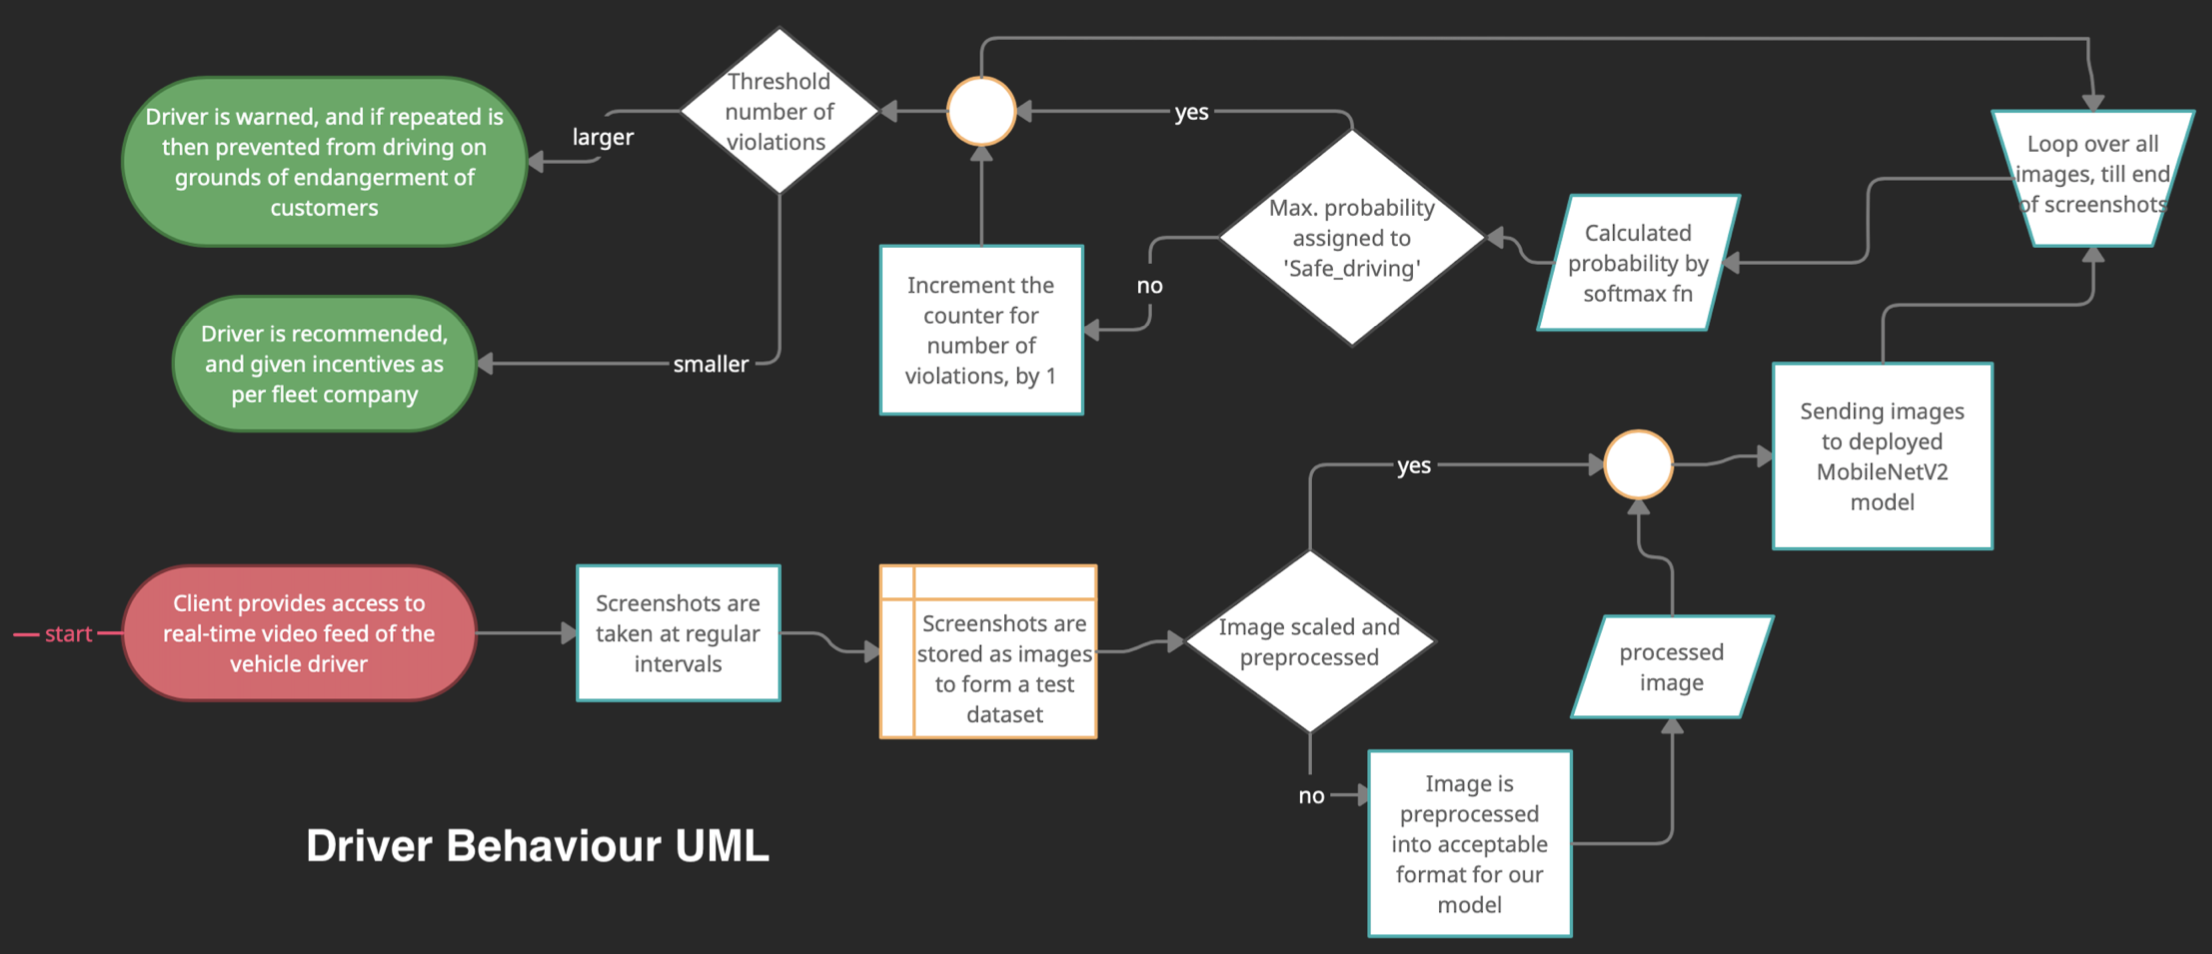 Threshold
number of
violations
Driver is warned, and if repeated is
then prevented from driving on
grounds of endangerment of
customers
larger
yes
Loop over all
images, till end
of screenshots
Max. probability
assigned to
'Safe_driving'
Calculated
probability by
softmax fn
no
Increment the
counter for
number of
violations, by 1
Driver is recommended,
and given incentives as
per fleet company
smaller
Sending images
to deployed
MobileNetV2
model
yes
start
Client provides access to
real-time video feed of the
vehicle driver
Screenshots are
taken at regular
intervals
Screenshots are
stored as images
to form a test
dataset
Image scaled and
preprocessed
processed
image
no
Image is
preprocessed
into acceptable
format for our
model
Driver Behaviour UML